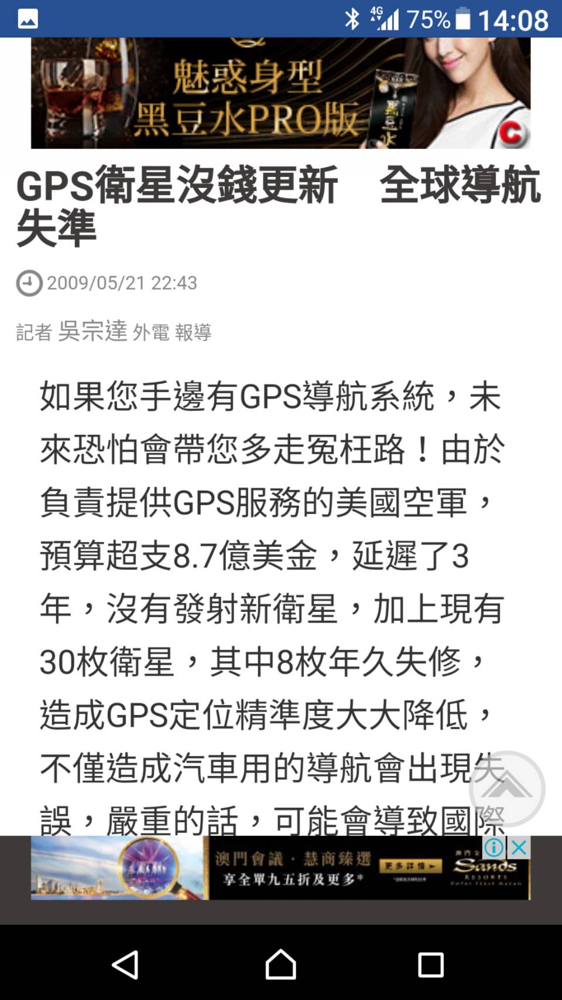 4G 75% 14:08
魅惑身型
黑豆水PRO版
C
GPS衛星沒錢更新　全球導航
失準
2009/05/21 22:43
記者 吳宗達 外電 報導
如果您手邊有GPS導航系統，未
來恐怕會帶您多走冤枉路！由於
負責提供GPS服務的美國空軍，
預算超支8.7億美金，延遲了3
年，沒有發射新衛星，加上現有
30枚衛星，其中8枚年久失修，
造成GPS定位精準度大大降低，
不僅造成汽車用的導航會出現失
誤，嚴重的話，可能會導致國際
澳門會議·慧商臻選
享全單九五折及更多*
更多詳情
Sands
RESORTS